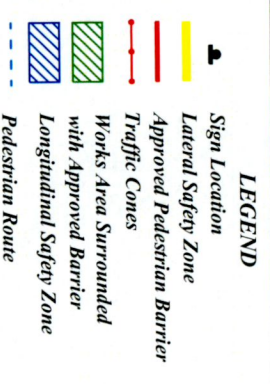 LEGEND
Sign Location
Lateral Safety Zone
Approved Pedestrian Barrier
Traffic Cones
Works Area Surrounded
with Approved Barrier
Longitudinal Safety Zone
Pedestrian Route